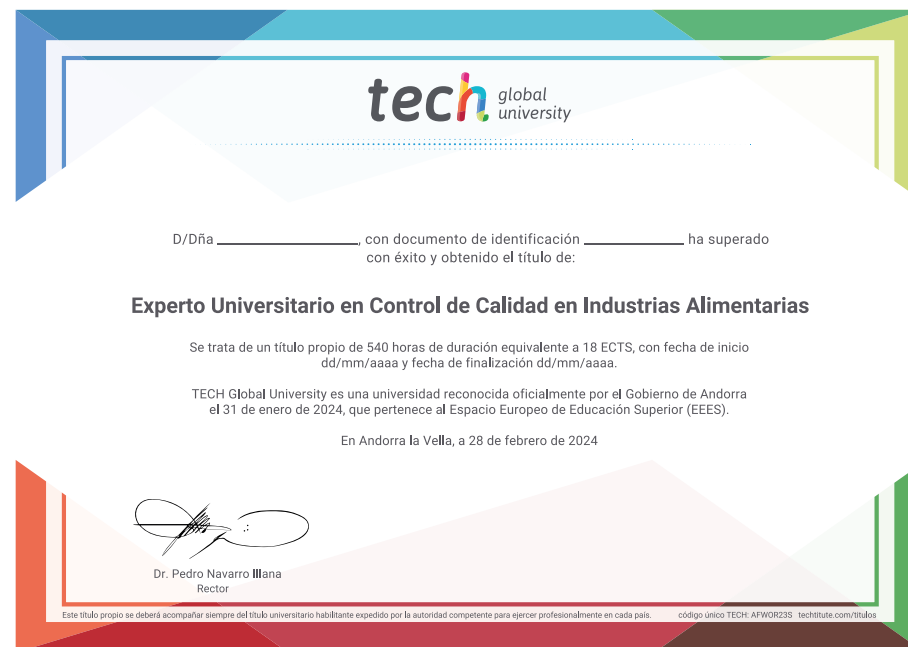 tech global university
D/Dña ____________________, con documento de identificación ______________ ha superado
con éxito y obtenido el título de:
Experto Universitario en Control de Calidad en Industrias Alimentarias
Se trata de un título propio de 540 horas de duración equivalente a 18 ECTS, con fecha de inicio
dd/mm/aaaa y fecha de finalización dd/mm/aaaa.
TECH Global University es una universidad reconocida oficialmente por el Gobierno de Andorra
el 31 de enero de 2024, que pertenece al Espacio Europeo de Educación Superior (EEES).
En Andorra la Vella, a 28 de febrero de 2024
Dr. Pedro Navarro Illana
Rector
Este título propio se deberá acompañar siempre del título universitario habilitante expedido por la autoridad competente para ejercer profesionalmente en cada país. código único TECH: AFWOR23S techtitute.com/titulos